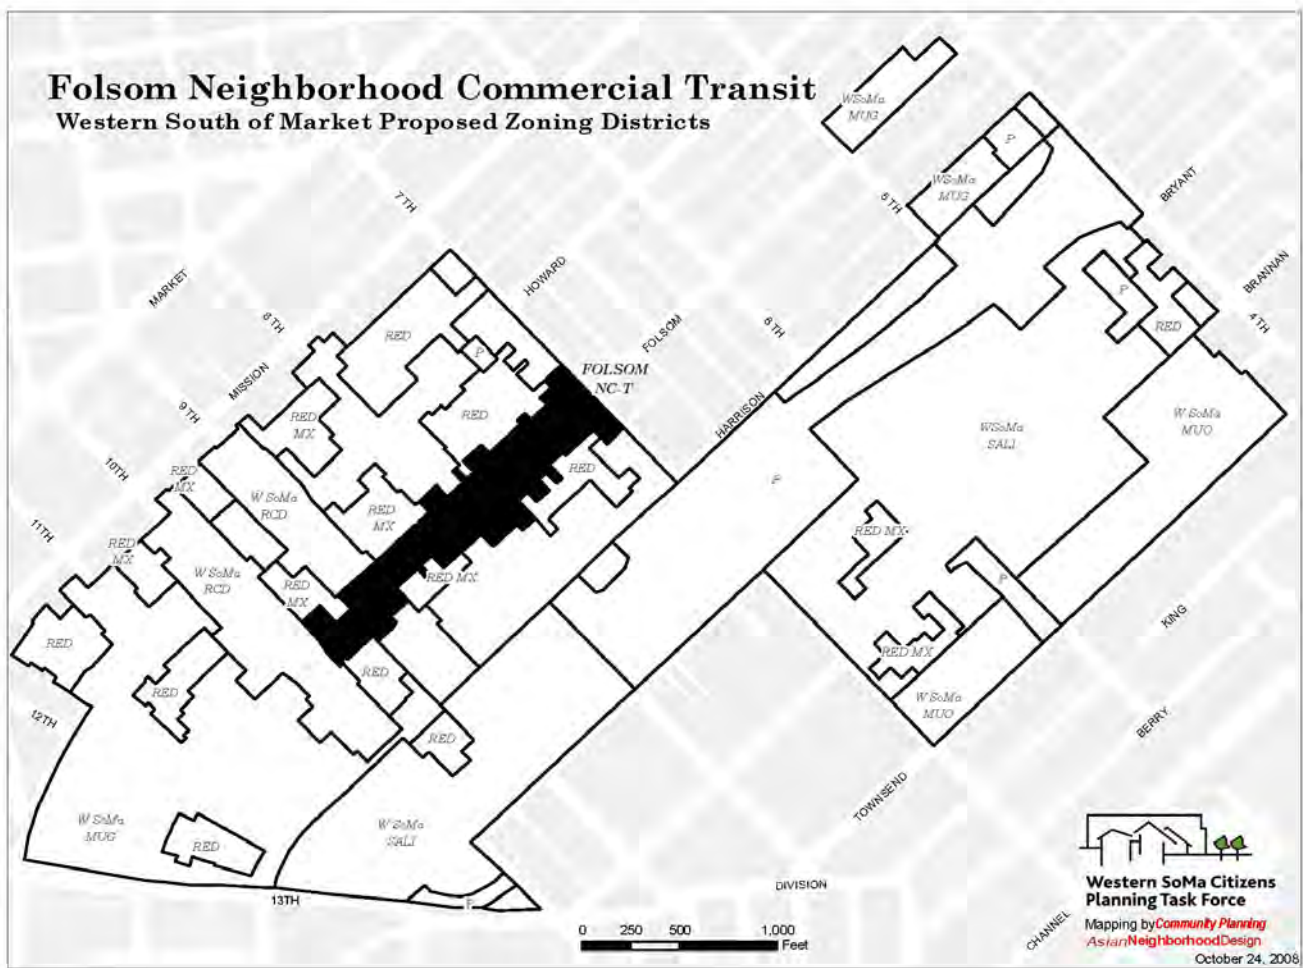 Folsom Neighborhood Commercial Transit
Western South of Market Proposed Zoning Districts
WSoMa
MUG
P
WSoMa
MUG
BRYANT
5TH
7TH
HOWARD
BRANNAN
MARKET
P
4TH
8TH
FOLSOM
6TH
RED
RED
P
FOLSOM
NC-T
MISSION
9TH
RED
MX
RED
HARRISON
W SoMa
MUO
WSoMa
SALI
10TH
RED
MX
RED
P
W SoMa
RCD
RED
MX
11TH
RED MX
RED
MX
W SoMa
RCD
RED
MX
RED MX
P
KING
RED
RED
RED MX
RED
W SoMa
MUO
12TH
BERRY
RED
TOWNSEND
W SoMa
MUG
W SoMa
SALI
RED
DIVISION
13TH
P
CHANNEL
0 250 500 1,000
Feet
Western SoMa Citizens
Planning Task Force
Mapping by Community Planning
AsianNeighborhoodDesign
October 24, 2008